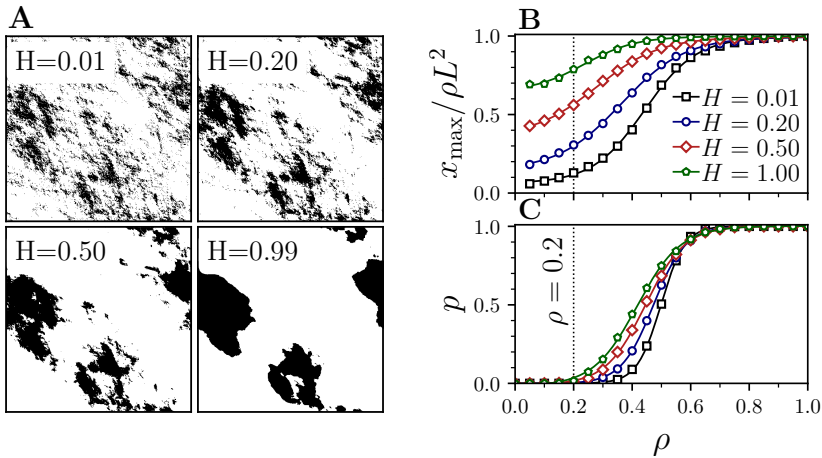 A
H=0.01
H=0.20
H=0.50
H=0.99
B
x_max/ρL²
1.0
0.5
0.0
H = 0.01
H = 0.20
H = 0.50
H = 1.00
C
p
1.0
0.5
0.0
ρ = 0.2
0.0 0.2 0.4 0.6 0.8 1.0
ρ